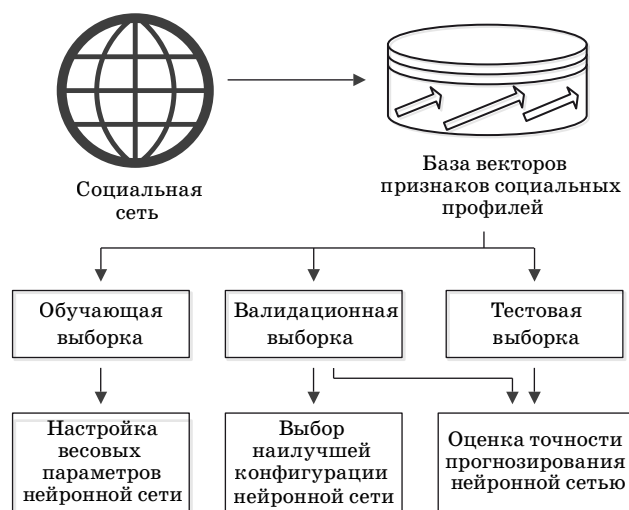 Социальная
сеть
База векторов
признаков социальных
профилей
Обучающая
выборка
Валидационная
выборка
Тестовая
выборка
Настройка
весовых
параметров
нейронной сети
Выбор
наилучшей
конфигурации
нейронной сети
Оценка точности
прогнозирования
нейронной сетью